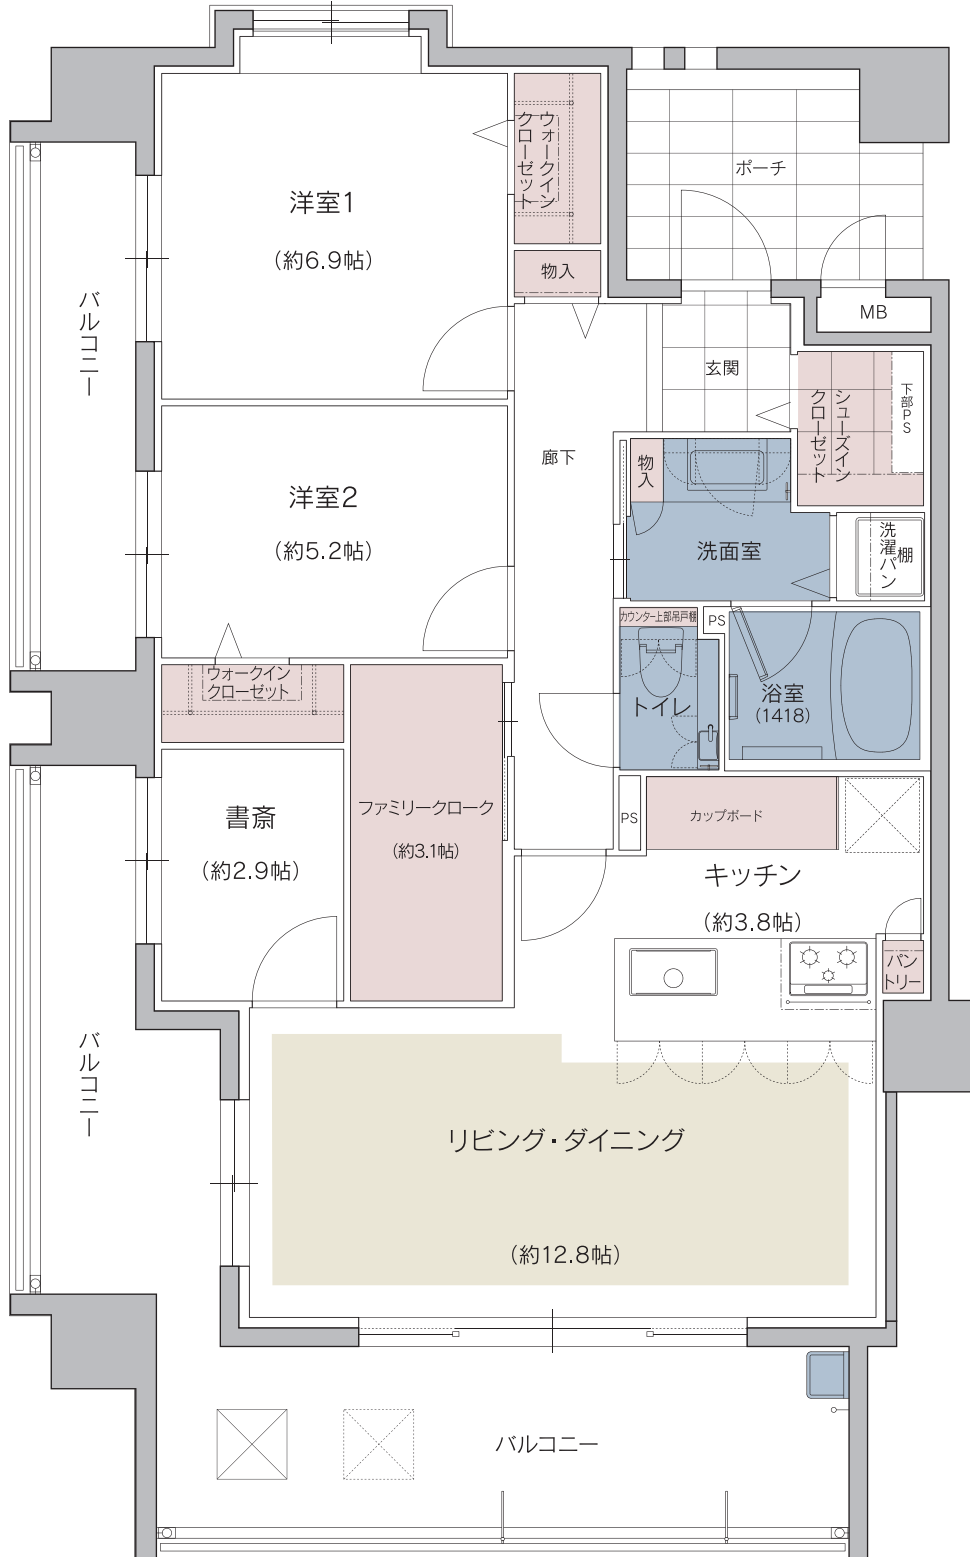 ウォークイン
クローゼット
洋室1
(約6.9帖)
ポーチ
物入
MB
バルコニー
玄関
シューズイン
クローゼット
下部PS
廊下
物入
洋室2
(約5.2帖)
洗面室
洗濯パン
棚
カウンター上部吊戸棚
PS
トイレ
浴室
(1418)
ウォークイン
クローゼット
書斎
(約2.9帖)
ファミリークローク
(約3.1帖)
PS
カップボード
キッチン
(約3.8帖)
パン
トリー
バルコニー
リビング・ダイニング
(約12.8帖)
バルコニー